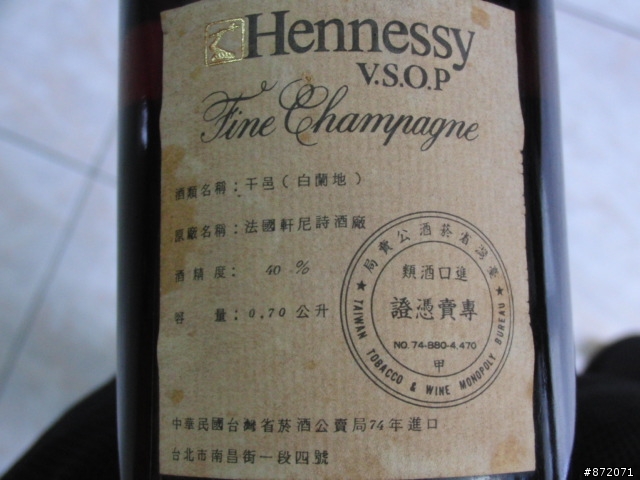 Hennessy
V.S.O.P
Fine Champagne
酒類名稱：干邑（白蘭地）
原廠名稱：法國軒尼詩酒廠
酒精度： 40 %
容量：0.70 公升
臺灣省菸酒公賣局
進口酒類
專賣憑證
NO.74-880-4,470
甲
★ TAIWAN TOBACCO & WINE MONOPOLY BUREAU ★
中華民國台灣省菸酒公賣局74年進口
台北市南昌街一段四號
#872071